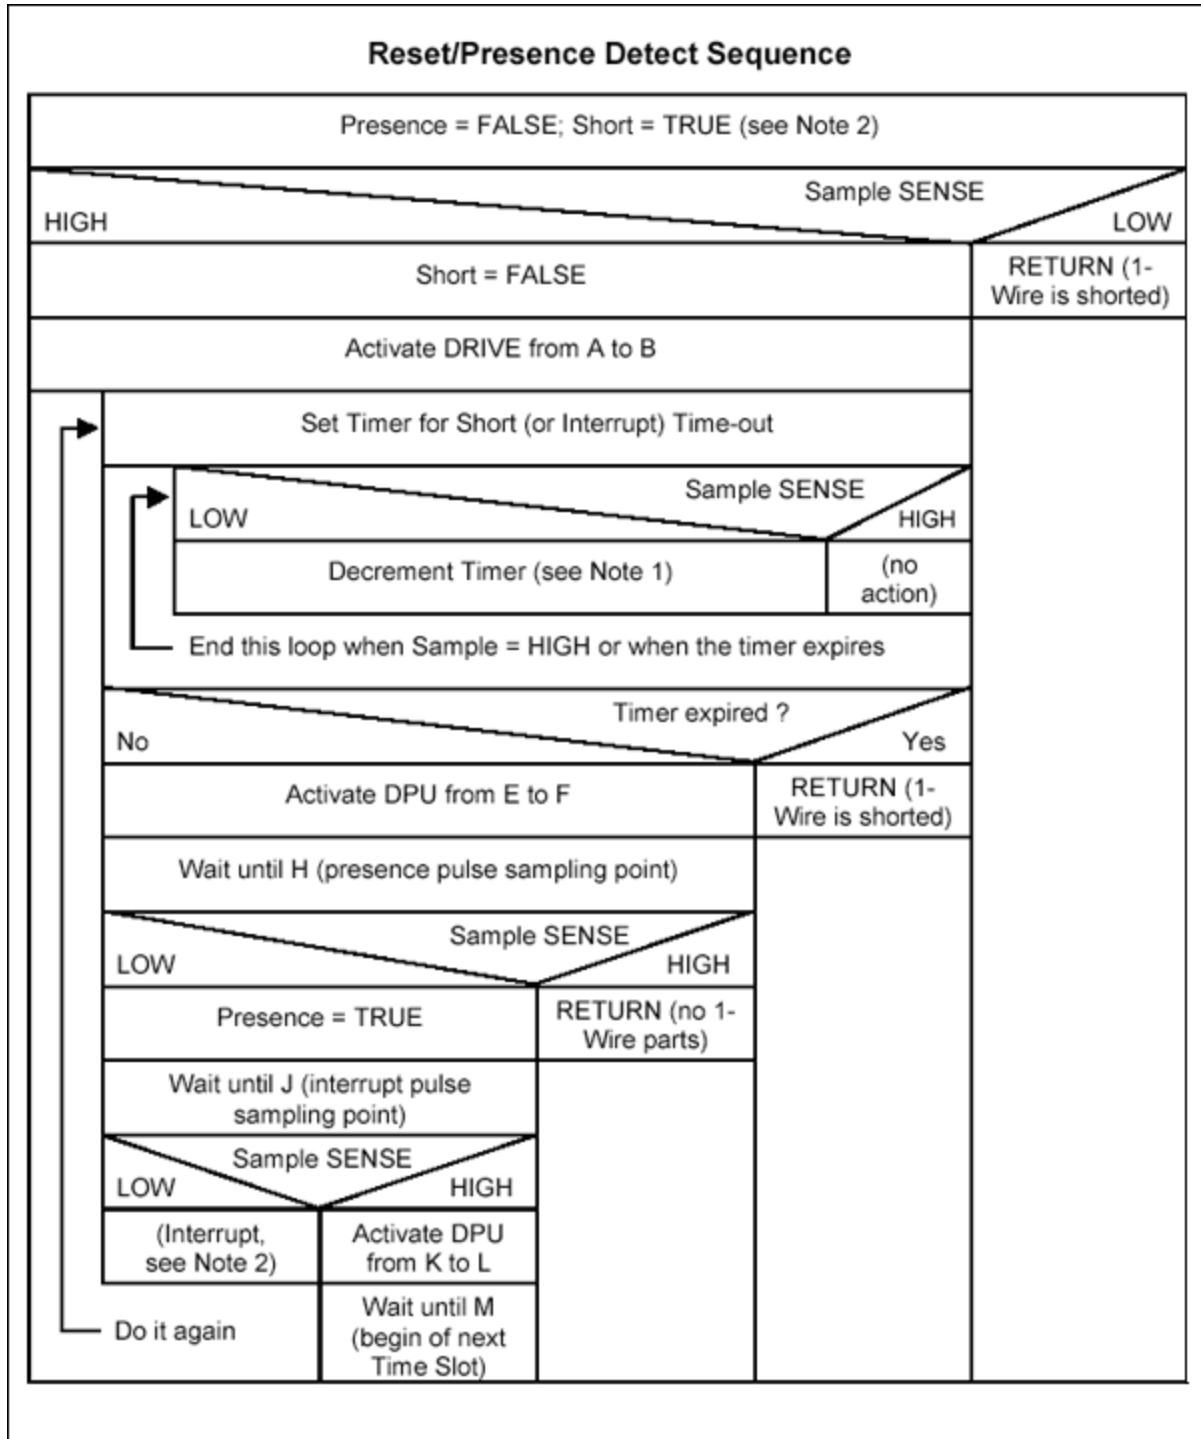 Reset/Presence Detect Sequence
Presence = FALSE; Short = TRUE (see Note 2)
Sample SENSE
HIGH
LOW
Short = FALSE
RETURN (1-
Wire is shorted)
Activate DRIVE from A to B
Set Timer for Short (or Interrupt) Time-out
Sample SENSE
LOW
HIGH
Decrement Timer (see Note 1)
(no
action)
End this loop when Sample = HIGH or when the timer expires
Timer expired ?
No
Yes
Activate DPU from E to F
RETURN (1-
Wire is shorted)
Wait until H (presence pulse sampling point)
Sample SENSE
LOW
HIGH
Presence = TRUE
RETURN (no 1-
Wire parts)
Wait until J (interrupt pulse
sampling point)
Sample SENSE
LOW
HIGH
(Interrupt,
see Note 2)
Activate DPU
from K to L
Do it again
Wait until M
(begin of next
Time Slot)